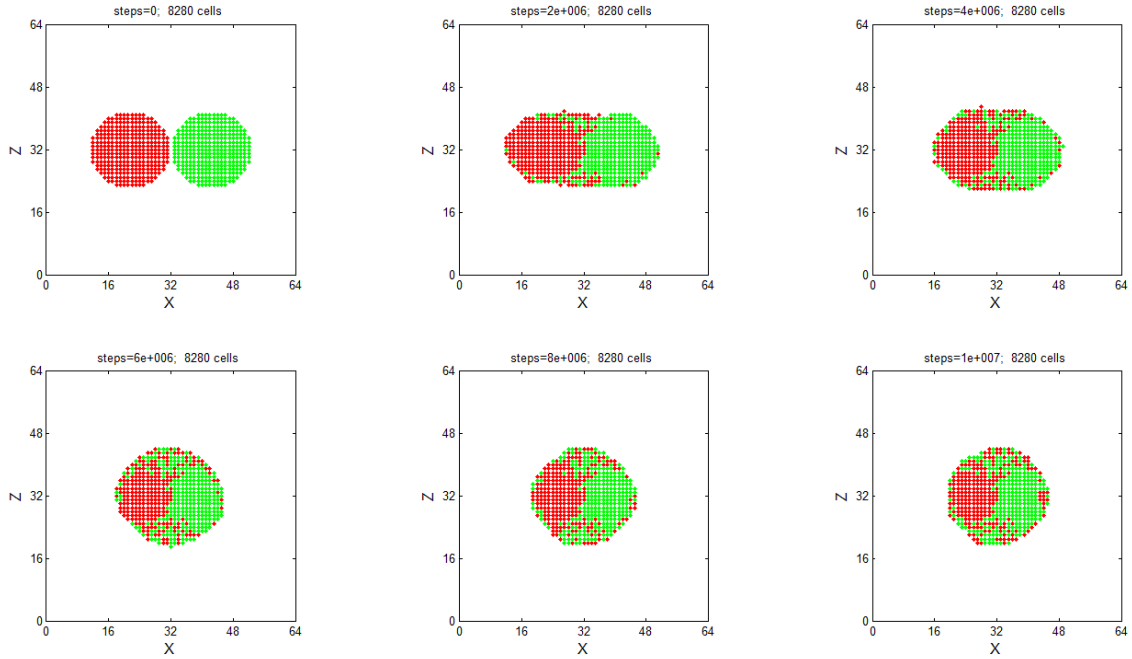 steps=0;  8280 cells
64
48
Z 32
16
0
0 16 32 48 64
X
steps=2e+006;  8280 cells
64
48
Z 32
16
0
0 16 32 48 64
X
steps=4e+006;  8280 cells
64
48
Z 32
16
0
0 16 32 48 64
X
steps=6e+006;  8280 cells
64
48
Z 32
16
0
0 16 32 48 64
X
steps=8e+006;  8280 cells
64
48
Z 32
16
0
0 16 32 48 64
X
steps=1e+007;  8280 cells
64
48
Z 32
16
0
0 16 32 48 64
X